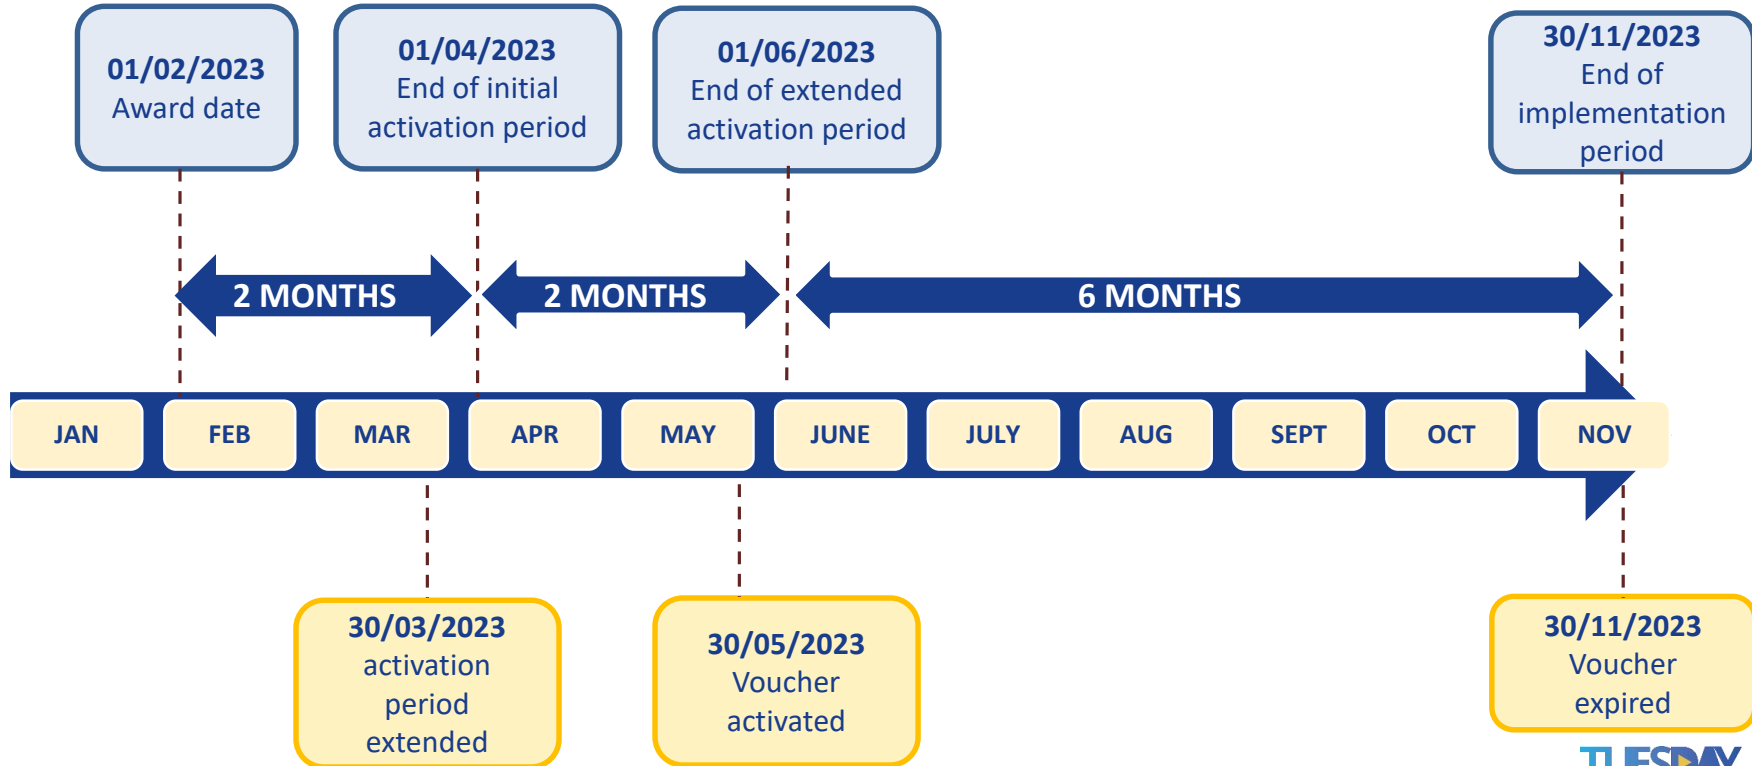 01/02/2023
Award date
01/04/2023
End of initial
activation period
01/06/2023
End of extended
activation period
30/11/2023
End of
implementation
period
2 MONTHS
2 MONTHS
6 MONTHS
JAN
FEB
MAR
APR
MAY
JUNE
JULY
AUG
SEPT
OCT
NOV
30/03/2023
activation
period
extended
30/05/2023
Voucher
activated
30/11/2023
Voucher
expired
TUESDAY